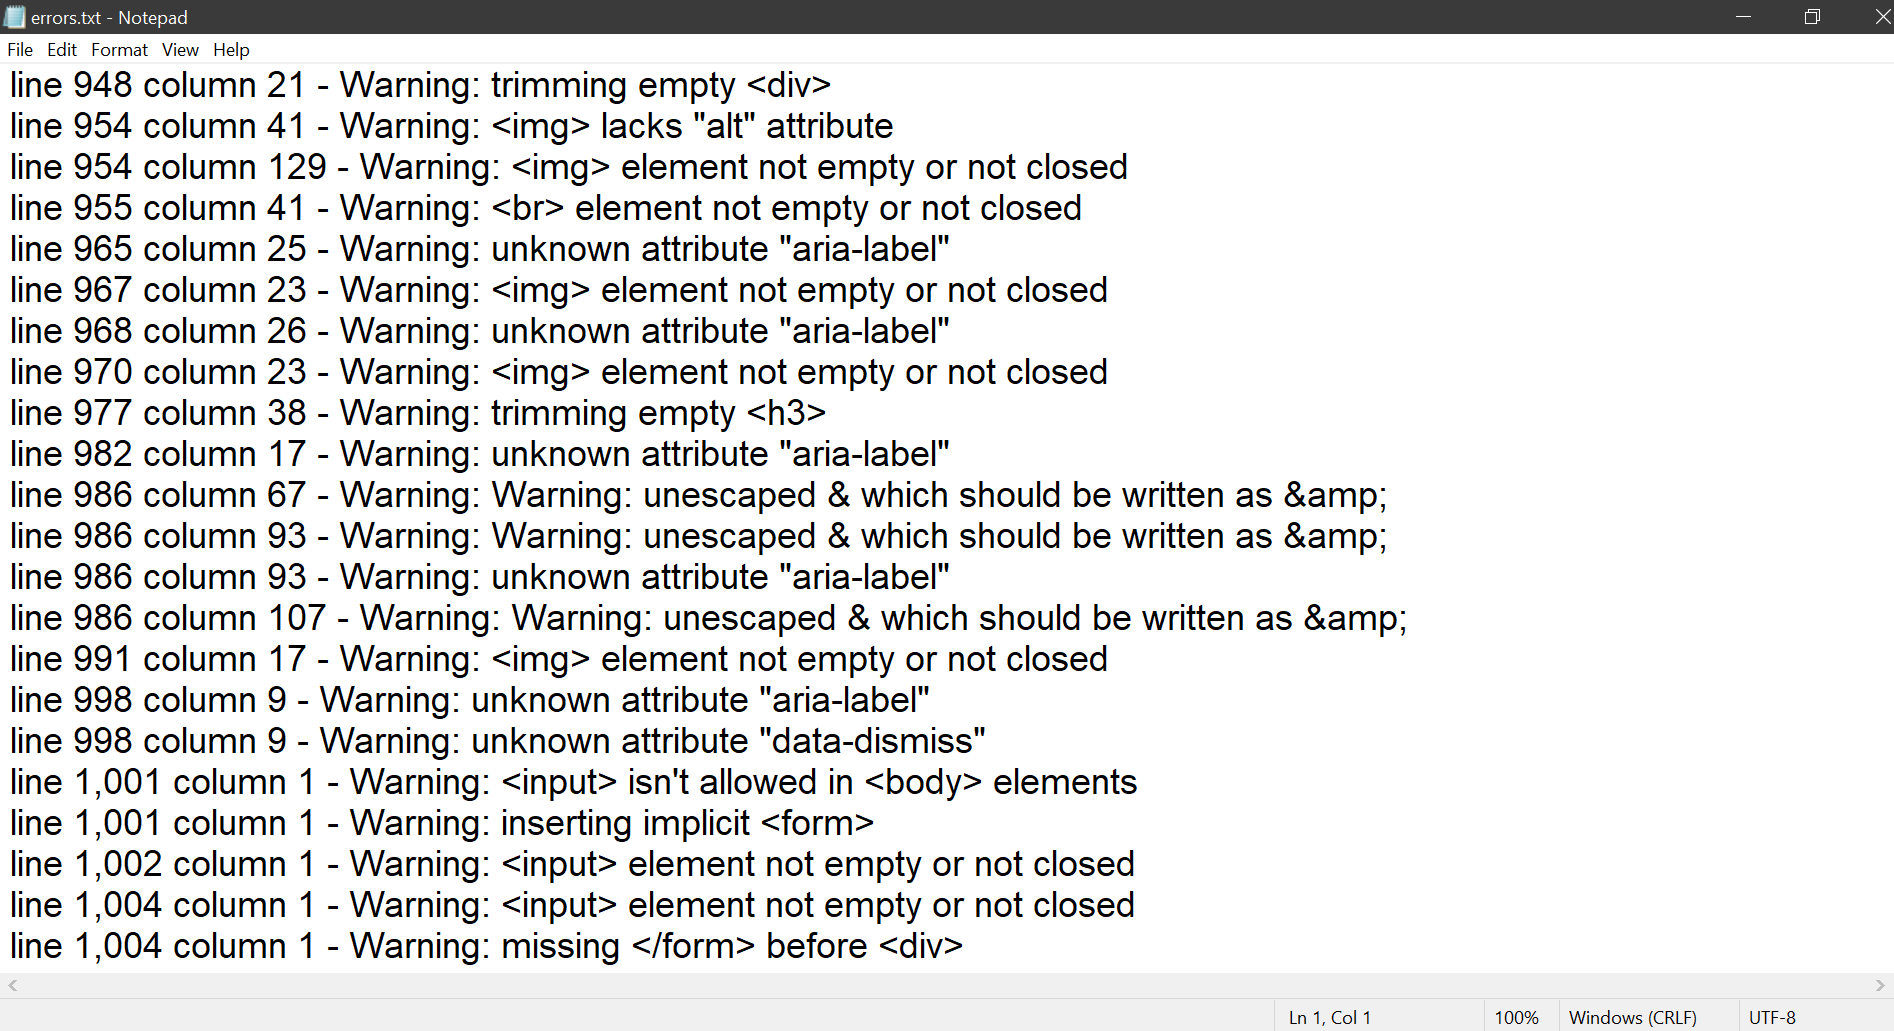 errors.txt - Notepad
File Edit Format View Help
line 948 column 21 - Warning: trimming empty <div>
line 954 column 41 - Warning: <img> lacks "alt" attribute
line 954 column 129 - Warning: <img> element not empty or not closed
line 955 column 41 - Warning: <br> element not empty or not closed
line 965 column 25 - Warning: unknown attribute "aria-label"
line 967 column 23 - Warning: <img> element not empty or not closed
line 968 column 26 - Warning: unknown attribute "aria-label"
line 970 column 23 - Warning: <img> element not empty or not closed
line 977 column 38 - Warning: trimming empty <h3>
line 982 column 17 - Warning: unknown attribute "aria-label"
line 986 column 67 - Warning: Warning: unescaped & which should be written as &amp;
line 986 column 93 - Warning: Warning: unescaped & which should be written as &amp;
line 986 column 93 - Warning: unknown attribute "aria-label"
line 986 column 107 - Warning: Warning: unescaped & which should be written as &amp;
line 991 column 17 - Warning: <img> element not empty or not closed
line 998 column 9 - Warning: unknown attribute "aria-label"
line 998 column 9 - Warning: unknown attribute "data-dismiss"
line 1,001 column 1 - Warning: <input> isn't allowed in <body> elements
line 1,001 column 1 - Warning: inserting implicit <form>
line 1,002 column 1 - Warning: <input> element not empty or not closed
line 1,004 column 1 - Warning: <input> element not empty or not closed
line 1,004 column 1 - Warning: missing </form> before <div>
Ln 1, Col 1 100% Windows (CRLF) UTF-8